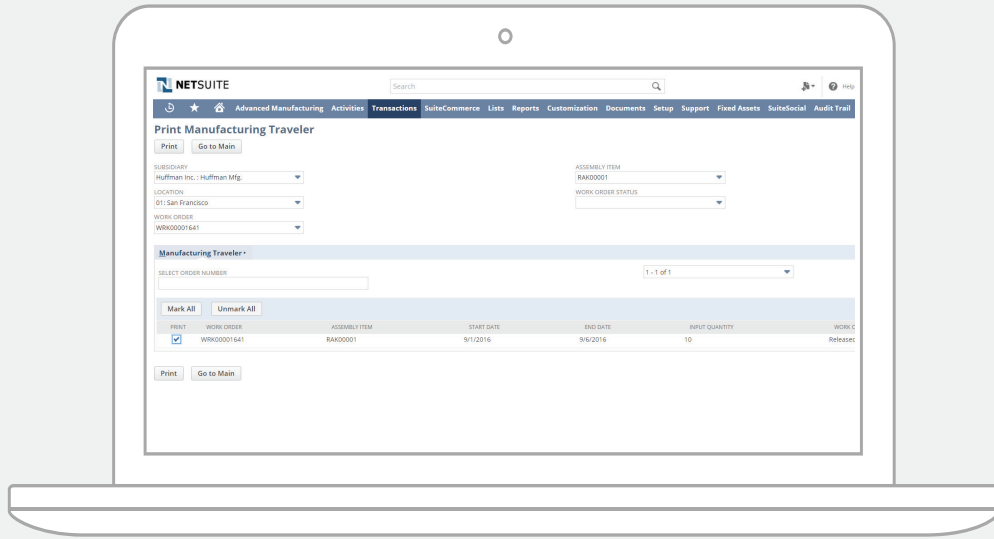 NETSUITE Search Help
Advanced Manufacturing Activities Transactions SuiteCommerce Lists Reports Customization Documents Setup Support Fixed Assets SuiteSocial Audit Trail
Print Manufacturing Traveler
Print Go to Main
SUBSIDIARY ASSEMBLY ITEM
Huffman Inc. : Huffman Mfg. RAK00001
LOCATION WORK ORDER STATUS
01: San Francisco
WORK ORDER
WRK00001641
Manufacturing Traveler •
SELECT ORDER NUMBER 1 - 1 of 1
Mark All Unmark All
PRINT WORK ORDER ASSEMBLY ITEM START DATE END DATE INPUT QUANTITY WORK O
WRK00001641 RAK00001 9/1/2016 9/6/2016 10 Released
Print Go to Main